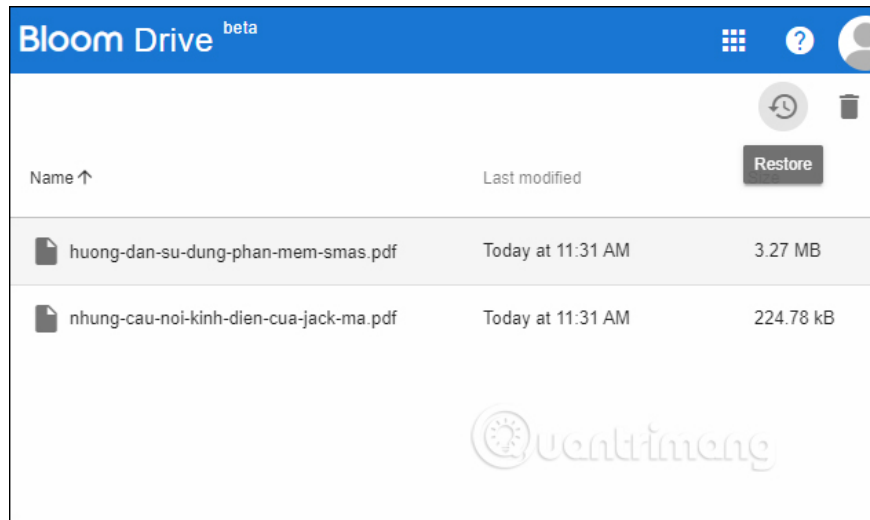 Bloom Drive beta
Restore
Name Last modified Size
huong-dan-su-dung-phan-mem-smas.pdf Today at 11:31 AM 3.27 MB
nhung-cau-noi-kinh-dien-cua-jack-ma.pdf Today at 11:31 AM 224.78 kB
Quantrimang